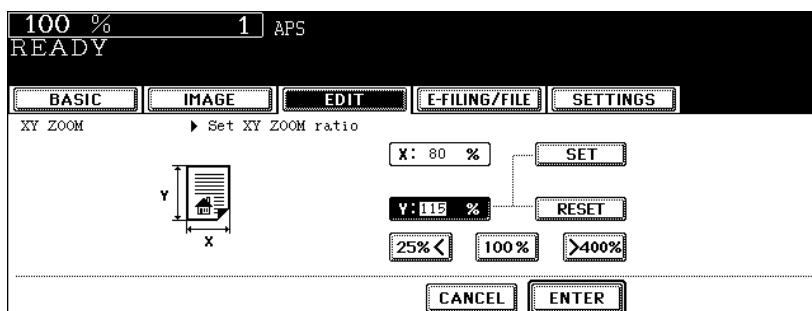 100 % 1 APS
READY
BASIC IMAGE EDIT E-FILING/FILE SETTINGS
XY ZOOM ▶ Set XY ZOOM ratio
X: 80 % SET
Y
Y:115 % RESET
X
25%< 100% >400%
CANCEL ENTER